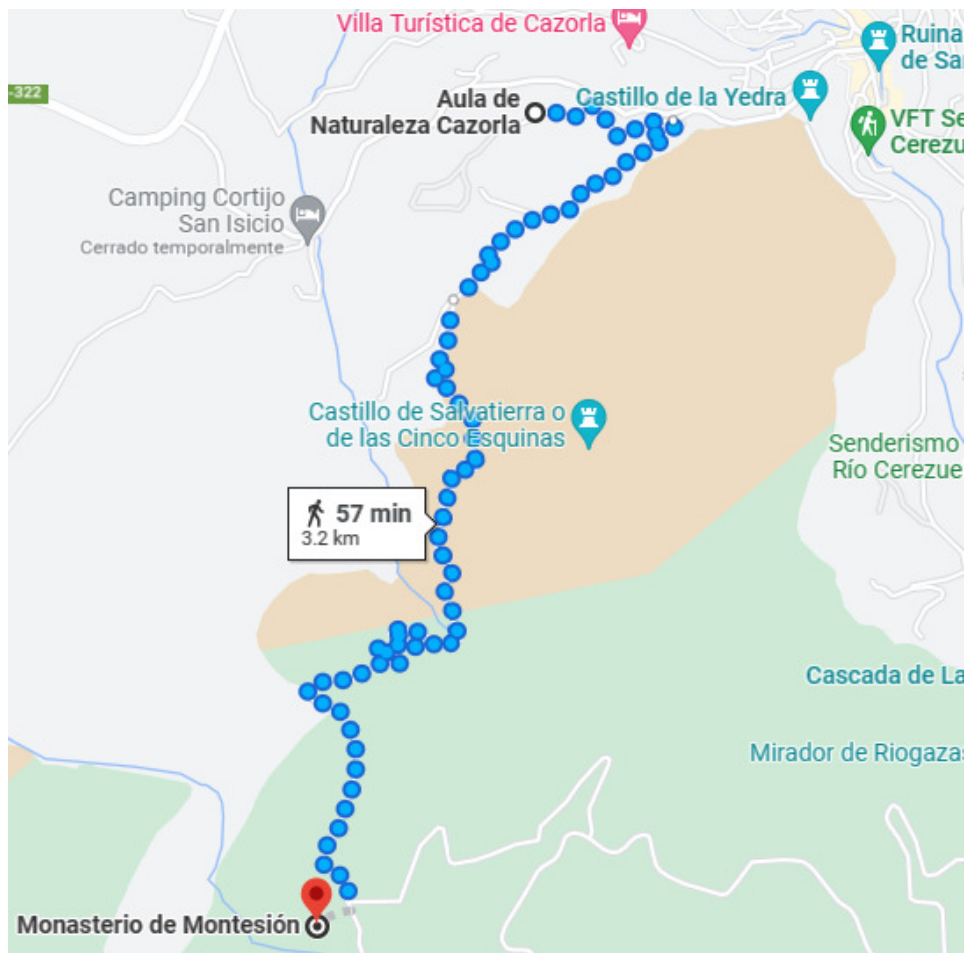 Villa Turística de Cazorla
Ruina
de Sa
-322
Aula de
Naturaleza Cazorla
Castillo de la Yedra
VFT Se
Cerezu
Camping Cortijo
San Isicio
Cerrado temporalmente
Castillo de Salvatierra o
de las Cinco Esquinas
Senderismo
Río Cerezue
57 min
3.2 km
Cascada de La
Mirador de Riogazas
Monasterio de Montesión